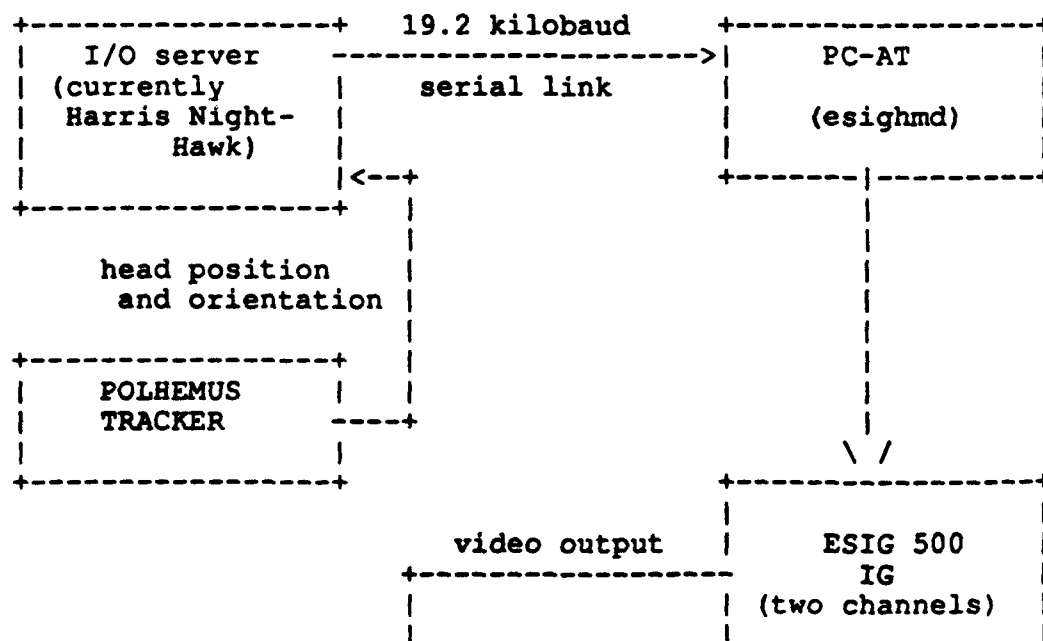 19.2 kilobaud
I/O server
(currently
Harris Night-
Hawk)
serial link
PC-AT
(esighmd)
head position
and orientation
POLHEMUS
TRACKER
video output
ESIG 500
IG
(two channels)